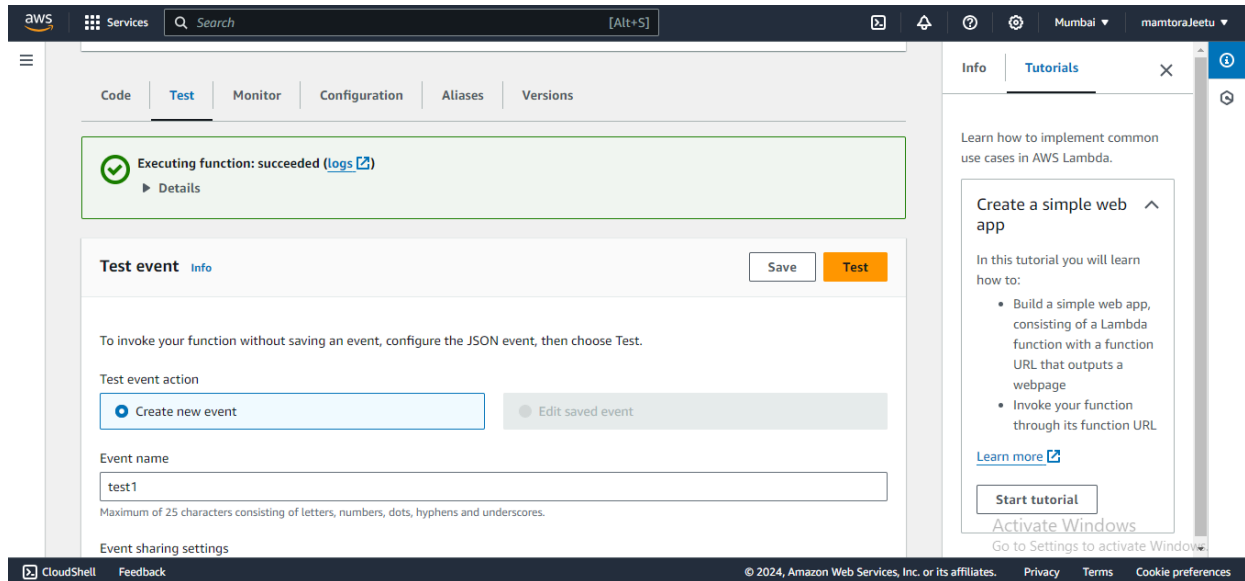 aws
Services
Search
[Alt+S]
Mumbai
mamtoraJeetu
Code
Test
Monitor
Configuration
Aliases
Versions
Executing function: succeeded (logs)
Details
Test event Info
Save
Test
To invoke your function without saving an event, configure the JSON event, then choose Test.
Test event action
Create new event
Edit saved event
Event name
test1
Maximum of 25 characters consisting of letters, numbers, dots, hyphens and underscores.
Event sharing settings
Info
Tutorials
Learn how to implement common
use cases in AWS Lambda.
Create a simple web
app
In this tutorial you will learn
how to:
• Build a simple web app,
consisting of a Lambda
function with a function
URL that outputs a
webpage
• Invoke your function
through its function URL
Learn more
Start tutorial
Activate Windows
Go to Settings to activate Windows.
CloudShell
Feedback
© 2024, Amazon Web Services, Inc. or its affiliates.
Privacy
Terms
Cookie preferences